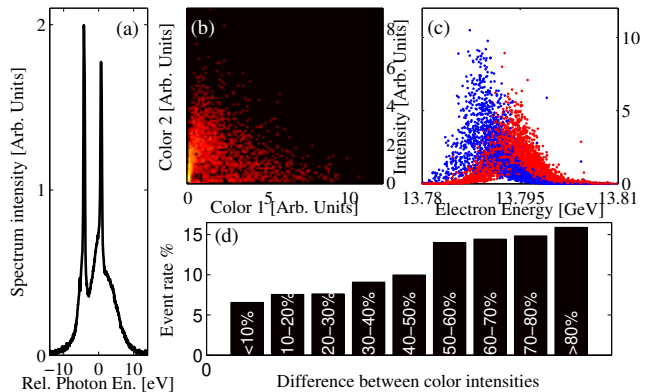 (a)
Spectrum intensity [Arb. Units]
2
1
0
−10 0 10
Rel. Photon En. [eV]
(b)
Color 2 [Arb. Units]
8
6
4
2
0
0 5 10
Color 1 [Arb. Units]
(c)
Intensity [Arb. Units]
10
5
0
13.78 13.795 13.81
Electron Energy [GeV]
(d)
Event rate %
15
10
5
0
<10%
10−20%
20−30%
30−40%
40−50%
50−60%
60−70%
70−80%
>80%
Difference between color intensities